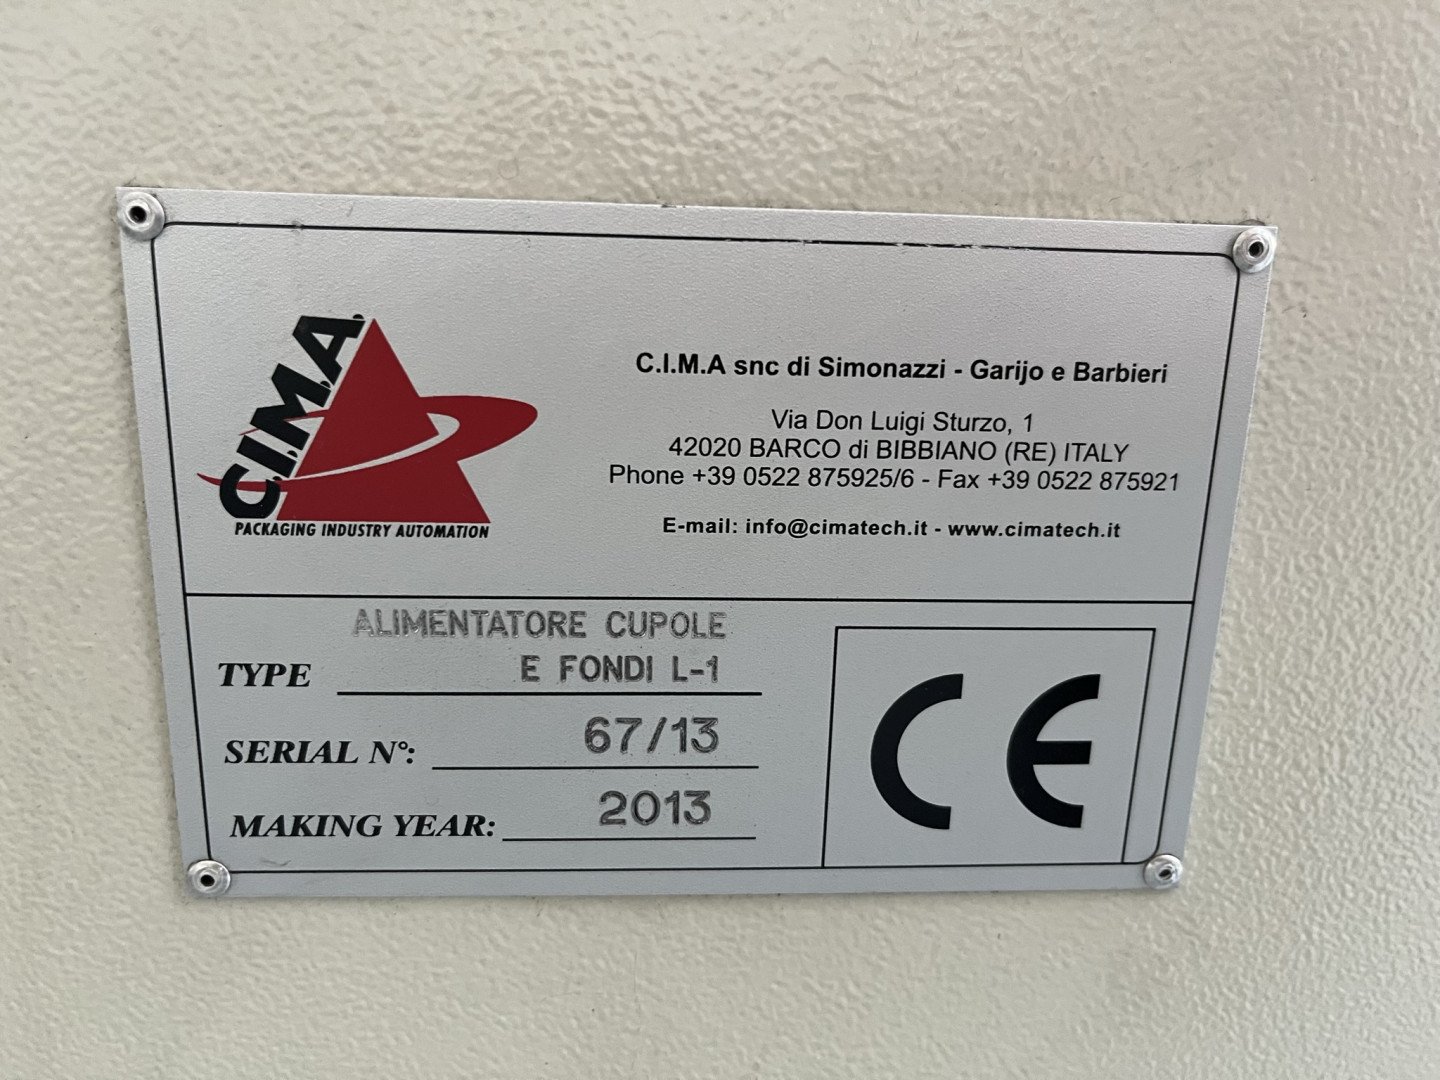 C.I.M.A.
PACKAGING INDUSTRY AUTOMATION
C.I.M.A snc di Simonazzi - Garijo e Barbieri
Via Don Luigi Sturzo, 1
42020 BARCO di BIBBIANO (RE) ITALY
Phone +39 0522 875925/6 - Fax +39 0522 875921
E-mail: info@cimatech.it - www.cimatech.it
ALIMENTATORE CUPOLE
TYPE E FONDI L-1
SERIAL N°: 67/13
MAKING YEAR: 2013
CE